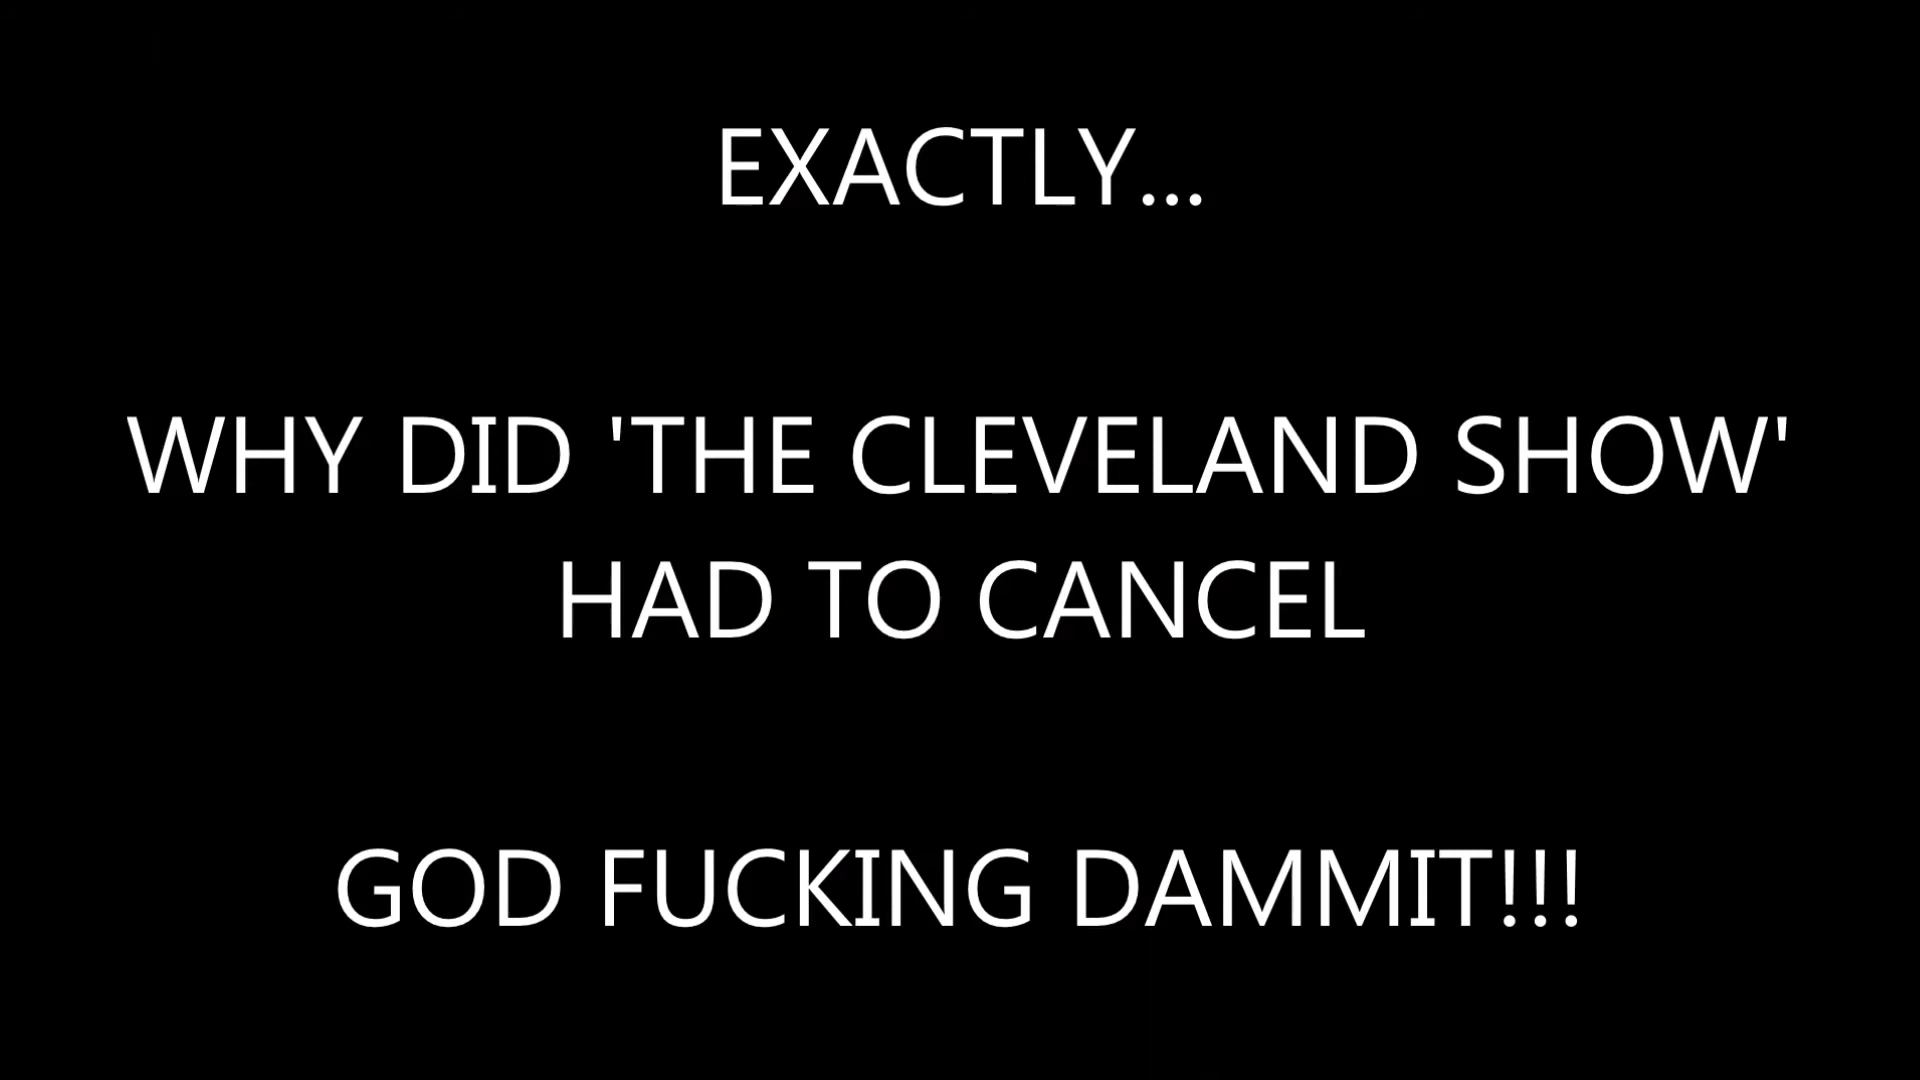 EXACTLY...
WHY DID 'THE CLEVELAND SHOW'
HAD TO CANCEL
GOD FUCKING DAMMIT!!!